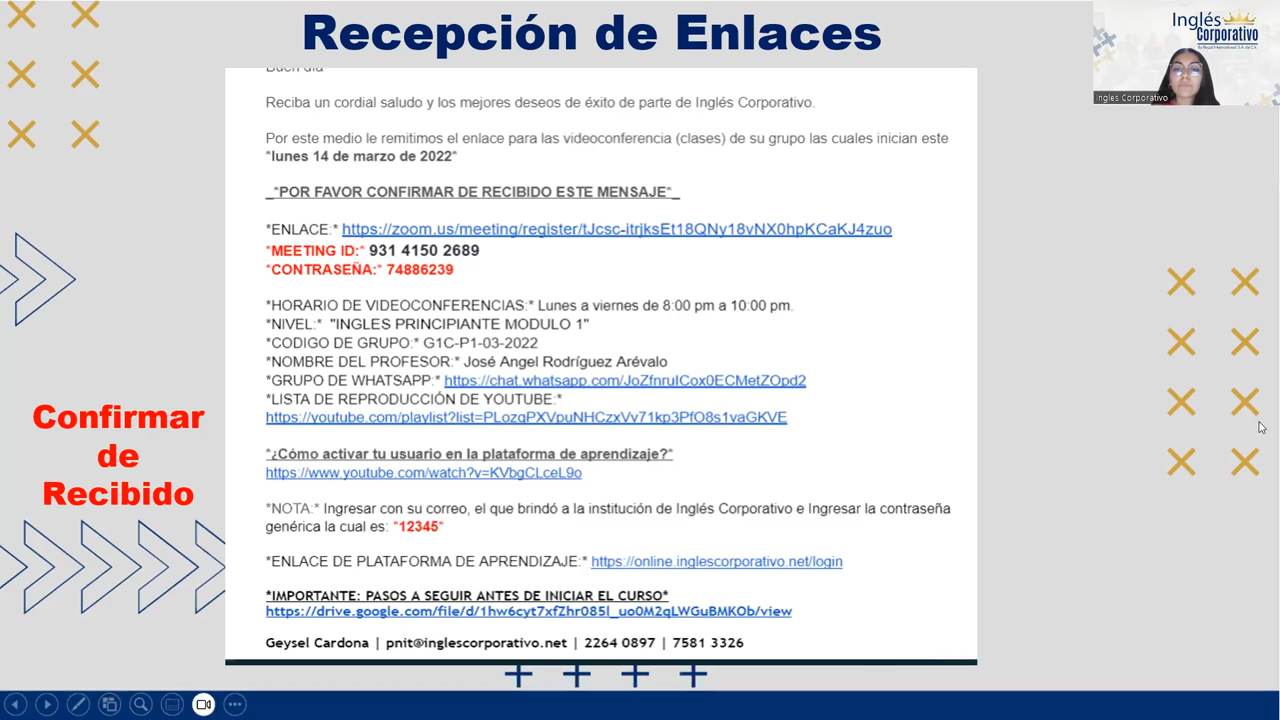 Recepción de Enlaces
Inglés
Corporativo
Ingles Corporativo
Buen día
Reciba un cordial saludo y los mejores deseos de éxito de parte de Inglés Corporativo.
Por este medio le remitimos el enlace para las videoconferencia (clases) de su grupo las cuales inician este
*lunes 14 de marzo de 2022*
_*POR FAVOR CONFIRMAR DE RECIBIDO ESTE MENSAJE*_
*ENLACE:* https://zoom.us/meeting/register/tJcsc-itrjksEt18QNy18vNX0hpKCaKJ4zuo
*MEETING ID:* 931 4150 2689
*CONTRASEÑA:* 74886239
*HORARIO DE VIDEOCONFERENCIAS:* Lunes a viernes de 8:00 pm a 10:00 pm.
*NIVEL:* "INGLES PRINCIPIANTE MODULO 1"
*CODIGO DE GRUPO:* G1C-P1-03-2022
*NOMBRE DEL PROFESOR:* José Angel Rodríguez Arévalo
*GRUPO DE WHATSAPP:* https://chat.whatsapp.com/JoZfnruICox0ECMetZOpd2
*LISTA DE REPRODUCCIÓN DE YOUTUBE:*
https://youtube.com/playlist?list=PLozqPXVpuNHCzxVv71kp3PfO8s1vaGKVE
*¿Cómo activar tu usuario en la plataforma de aprendizaje?*
https://www.youtube.com/watch?v=KVbgCLceL9o
*NOTA:* Ingresar con su correo, el que brindó a la institución de Inglés Corporativo e Ingresar la contraseña
genérica la cual es: *12345*
*ENLACE DE PLATAFORMA DE APRENDIZAJE:* https://online.inglescorporativo.net/login
*IMPORTANTE: PASOS A SEGUIR ANTES DE INICIAR EL CURSO*
https://drive.google.com/file/d/1hw6cyt7xfZhr085l_uo0M2qLWGuBMKOb/view
Geysel Cardona | pnit@inglescorporativo.net | 2264 0897 | 7581 3326
Confirmar
de
Recibido